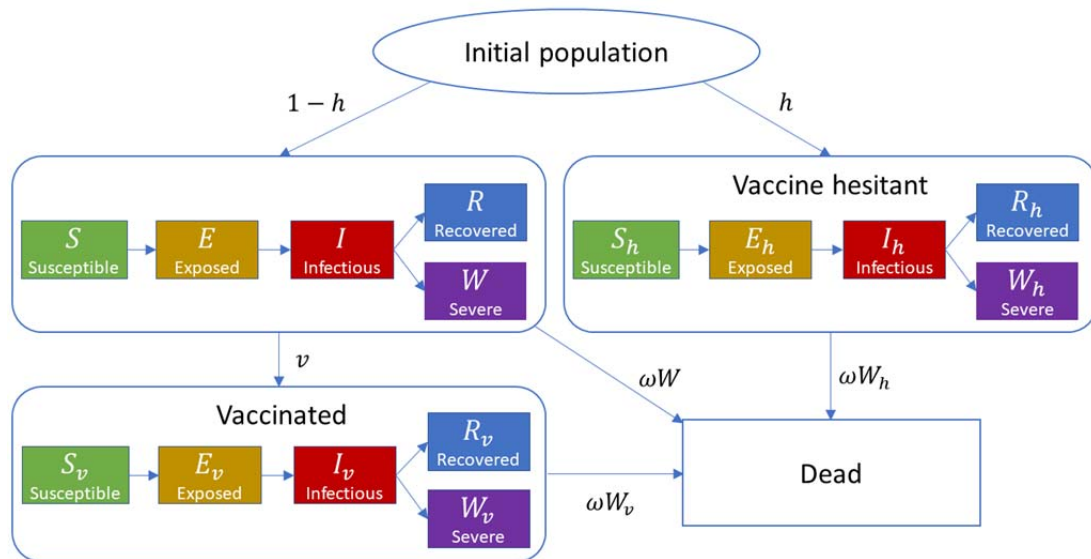 Initial population
1 − h
h
S
Susceptible
E
Exposed
I
Infectious
R
Recovered
W
Severe
Vaccine hesitant
S_h
Susceptible
E_h
Exposed
I_h
Infectious
R_h
Recovered
W_h
Severe
v
ωW
ωW_h
Vaccinated
S_v
Susceptible
E_v
Exposed
I_v
Infectious
R_v
Recovered
W_v
Severe
ωW_v
Dead